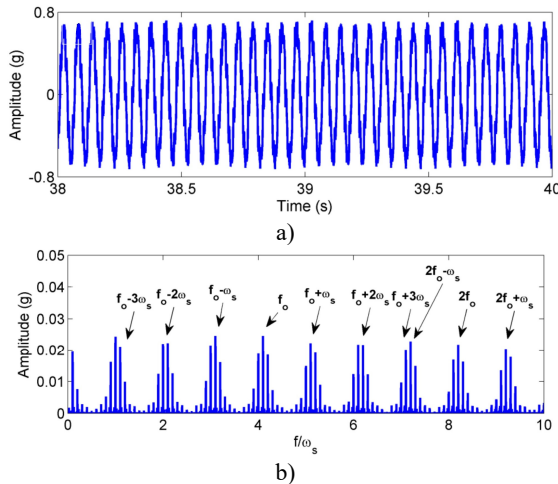 0.8
0
-0.8
Amplitude (g)
38 38.5 39 39.5 40
Time (s)
a)
0.05
0.04
0.03
0.02
0.01
0
Amplitude (g)
fo-3ωs
fo-2ωs
fo-ωs
fo
fo+ωs
fo+2ωs
fo+3ωs
2fo-ωs
2fo
2fo+ωs
0 2 4 6 8 10
f/ωs
b)